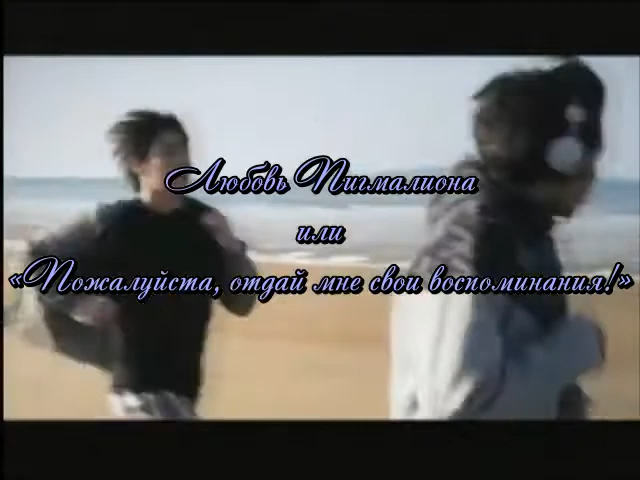 Любовь Пигмалиона
или
«Пожалуйста, отдай мне свои воспоминания!»